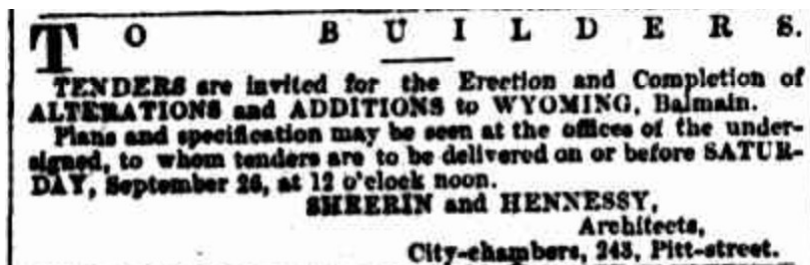 TO BUILDERS.
TENDERS are invited for the Erection and Completion of
ALTERATIONS and ADDITIONS to WYOMING, Balmain.
Plans and specification may be seen at the offices of the under-
signed, to whom tenders are to be delivered on or before SATUR-
DAY, September 26, at 12 o'clock noon.
SHEERIN and HENNESSY,
Architects,
City-chambers, 243, Pitt-street.